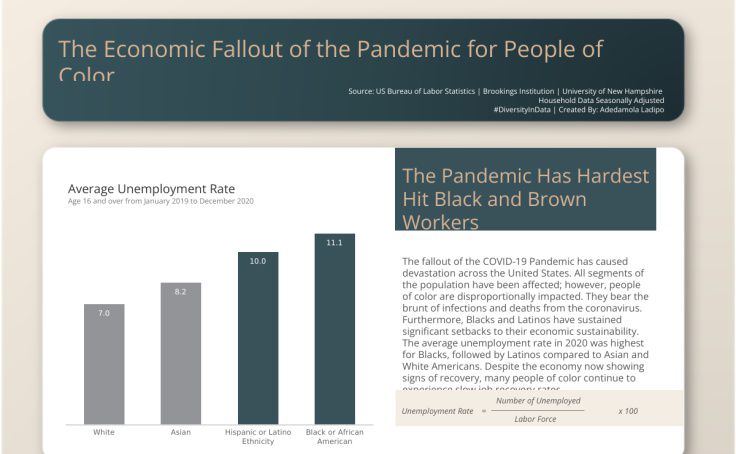 The Economic Fallout of the Pandemic for People of
Color
Source: US Bureau of Labor Statistics | Brookings Institution | University of New Hampshire
Household Data Seasonally Adjusted
#DiversityInData | Created By: Adedamola Ladipo
Average Unemployment Rate
Age 16 and over from January 2019 to December 2020
11.1
10.0
8.2
7.0
White
Asian
Hispanic or Latino
Ethnicity
Black or African
American
The Pandemic Has Hardest
Hit Black and Brown
Workers
The fallout of the COVID-19 Pandemic has caused
devastation across the United States. All segments of
the population have been affected; however, people
of color are disproportionally impacted. They bear the
brunt of infections and deaths from the coronavirus.
Furthermore, Blacks and Latinos have sustained
significant setbacks to their economic sustainability.
The average unemployment rate in 2020 was highest
for Blacks, followed by Latinos compared to Asian and
White Americans. Despite the economy now showing
signs of recovery, many people of color continue to
experience slow job recovery rates.
Number of Unemployed
Unemployment Rate = x 100
Labor Force